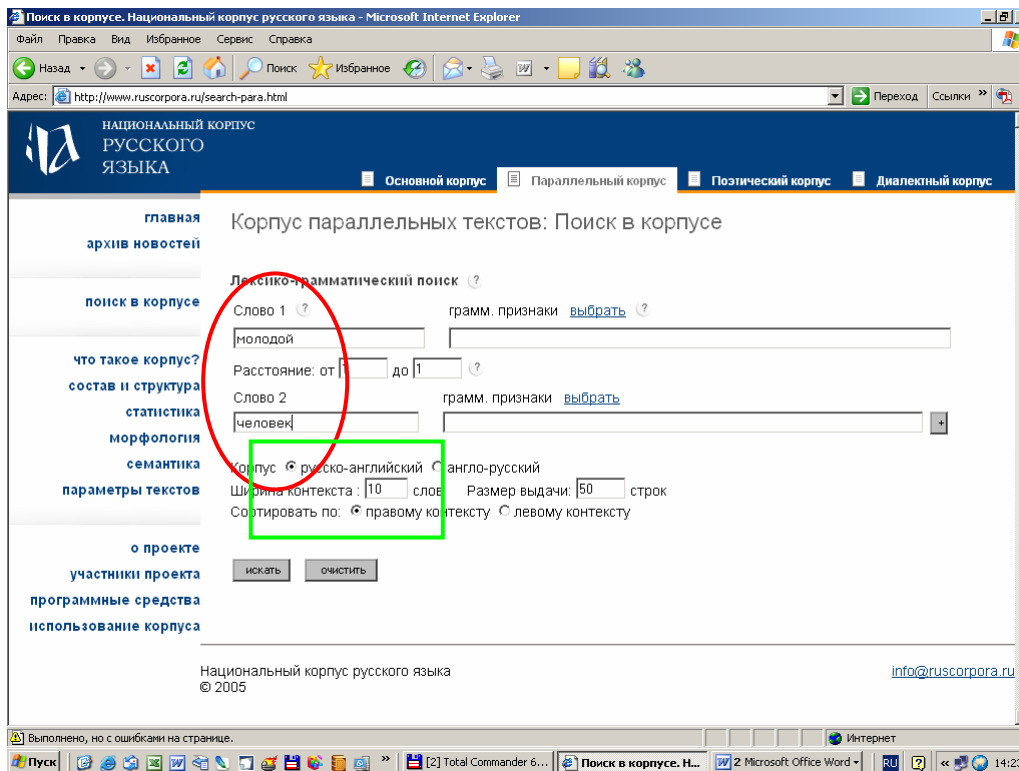 Поиск в корпусе. Национальный корпус русского языка - Microsoft Internet Explorer
Файл Правка Вид Избранное Сервис Справка
Назад Поиск Избранное
Адрес: http://www.ruscorpora.ru/search-para.html Переход Ссылки »
НАЦИОНАЛЬНЫЙ КОРПУС
РУССКОГО
ЯЗЫКА
Основной корпус Параллельный корпус Поэтический корпус Диалектный корпус
главная
архив новостей
поиск в корпусе
что такое корпус?
состав и структура
статистика
морфология
семантика
параметры текстов
о проекте
участники проекта
программные средства
использование корпуса
Корпус параллельных текстов: Поиск в корпусе
Лексико-грамматический поиск ?
Слово 1 ? грамм. признаки выбрать ?
молодой
Расстояние: от 1 до 1 ?
Слово 2 грамм. признаки выбрать
человек +
Корпус русско-английский англо-русский
Ширина контекста : 10 слов Размер выдачи: 50 строк
Сортировать по: правому контексту левому контексту
искать очистить
Национальный корпус русского языка info@ruscorpora.ru
© 2005
Выполнено, но с ошибками на странице. Интернет
Пуск » [2] Total Commander 6... Поиск в корпусе. Н... 2 Microsoft Office Word RU « 14:23